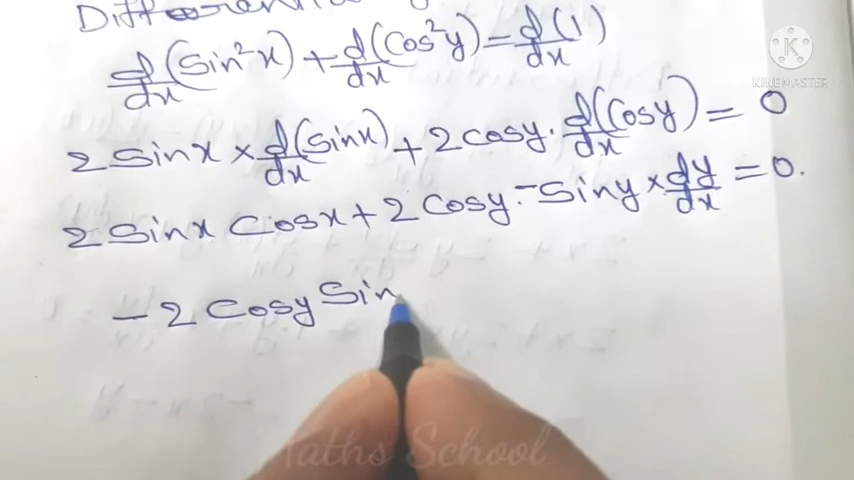 Differentia
d/dx (Sin²x) + d/dx (Cos²y) = d/dx (1)
2 Sinx × d/dx (Sinx) + 2 cosy . d/dx (Cosy) = 0
2 Sinx Cosx + 2 Cosy . - Siny × dy/dx = 0.
- 2 Cosy Sin
K
KINEMASTER
Maths School